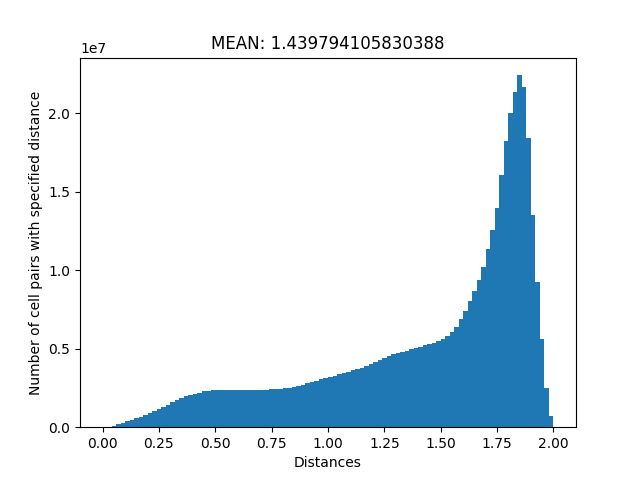 MEAN: 1.439794105830388
1e7
2.0
1.5
1.0
0.5
0.0
Number of cell pairs with specified distance
0.00 0.25 0.50 0.75 1.00 1.25 1.50 1.75 2.00
Distances